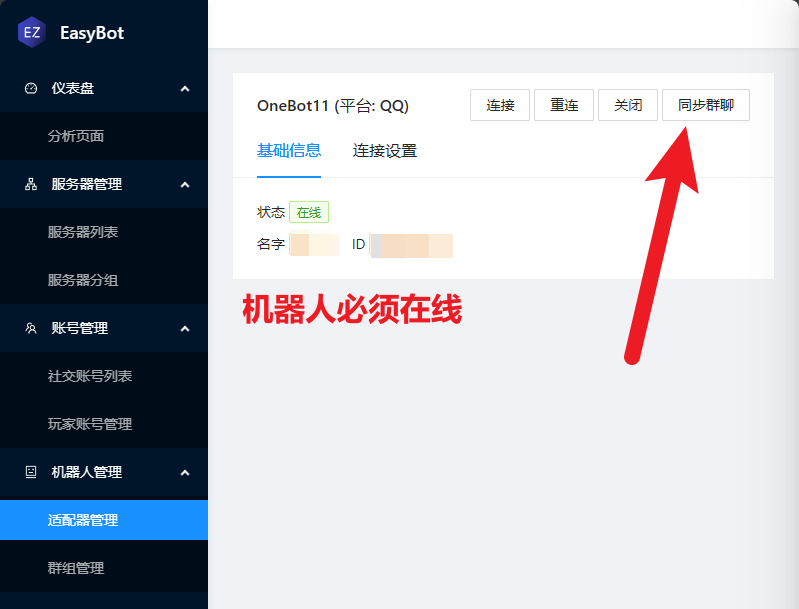 EZ EasyBot
仪表盘
分析页面
服务器管理
服务器列表
服务器分组
账号管理
社交账号列表
玩家账号管理
机器人管理
适配器管理
群组管理
OneBot11 (平台: QQ) 连接 重连 关闭 同步群聊
基础信息 连接设置
状态 在线
名字 ID
机器人必须在线